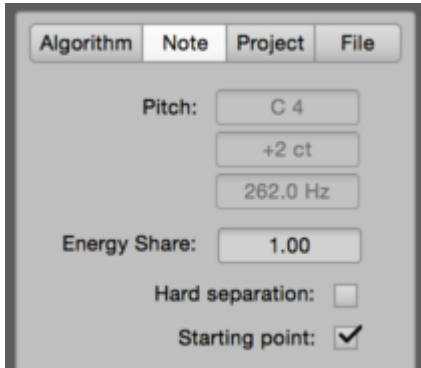 Algorithm Note Project File
Pitch: C 4
+2 ct
262.0 Hz
Energy Share: 1.00
Hard separation:
Starting point: